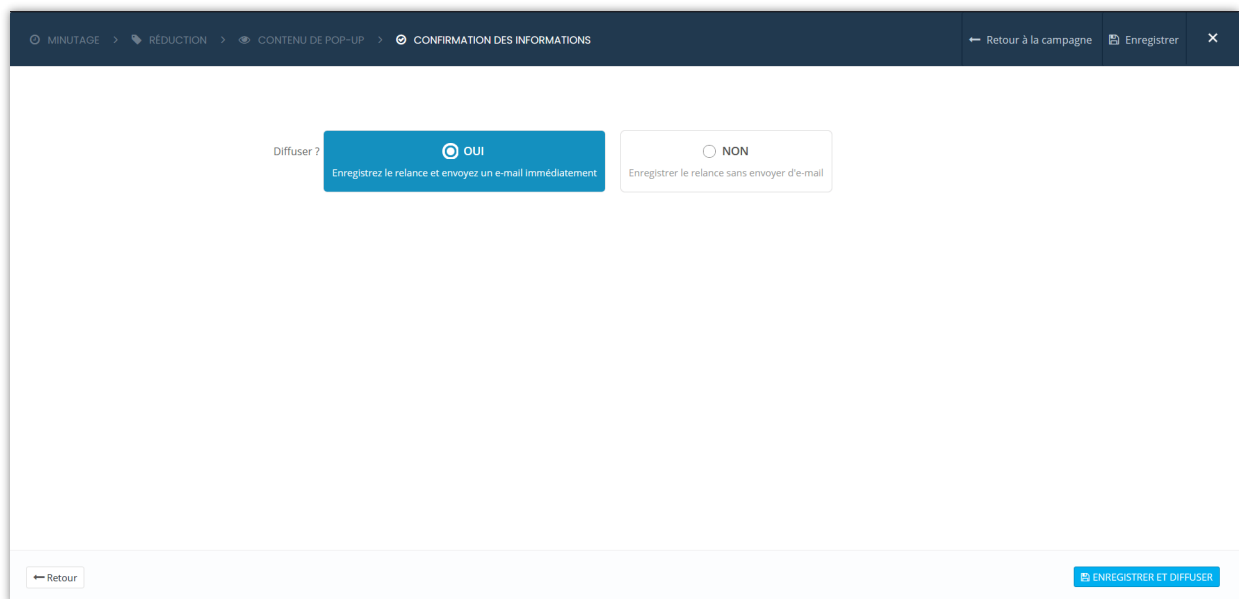 MINUTAGE > RÉDUCTION > CONTENU DE POP-UP > CONFIRMATION DES INFORMATIONS
Retour à la campagne Enregistrer ×
Diffuser ? OUI NON
Enregistrez le relance et envoyez un e-mail immédiatement Enregistrer le relance sans envoyer d'e-mail
Retour ENREGISTRER ET DIFFUSER